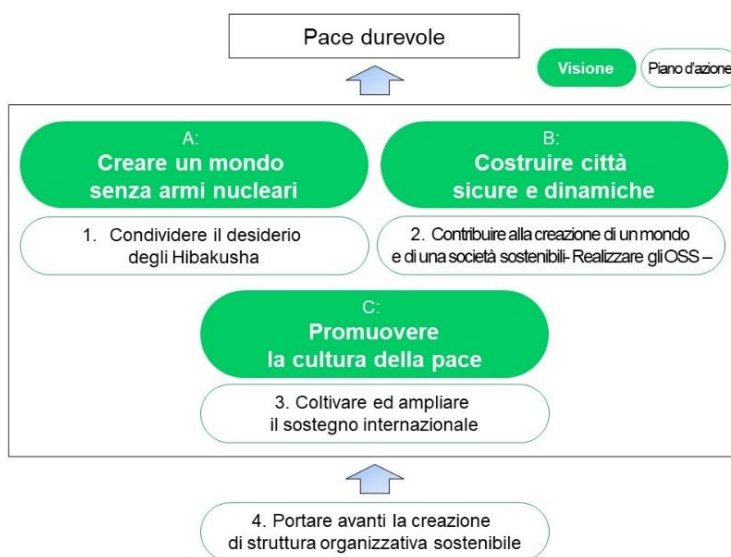 Pace durevole
Visione
Piano d'azione
A:
Creare un mondo
senza armi nucleari
B:
Costruire città
sicure e dinamiche
1. Condividere il desiderio
degli Hibakusha
2. Contribuire alla creazione di un mondo
e di una società sostenibili- Realizzare gli OSS –
C:
Promuovere
la cultura della pace
3. Coltivare ed ampliare
il sostegno internazionale
4. Portare avanti la creazione
di struttura organizzativa sostenibile